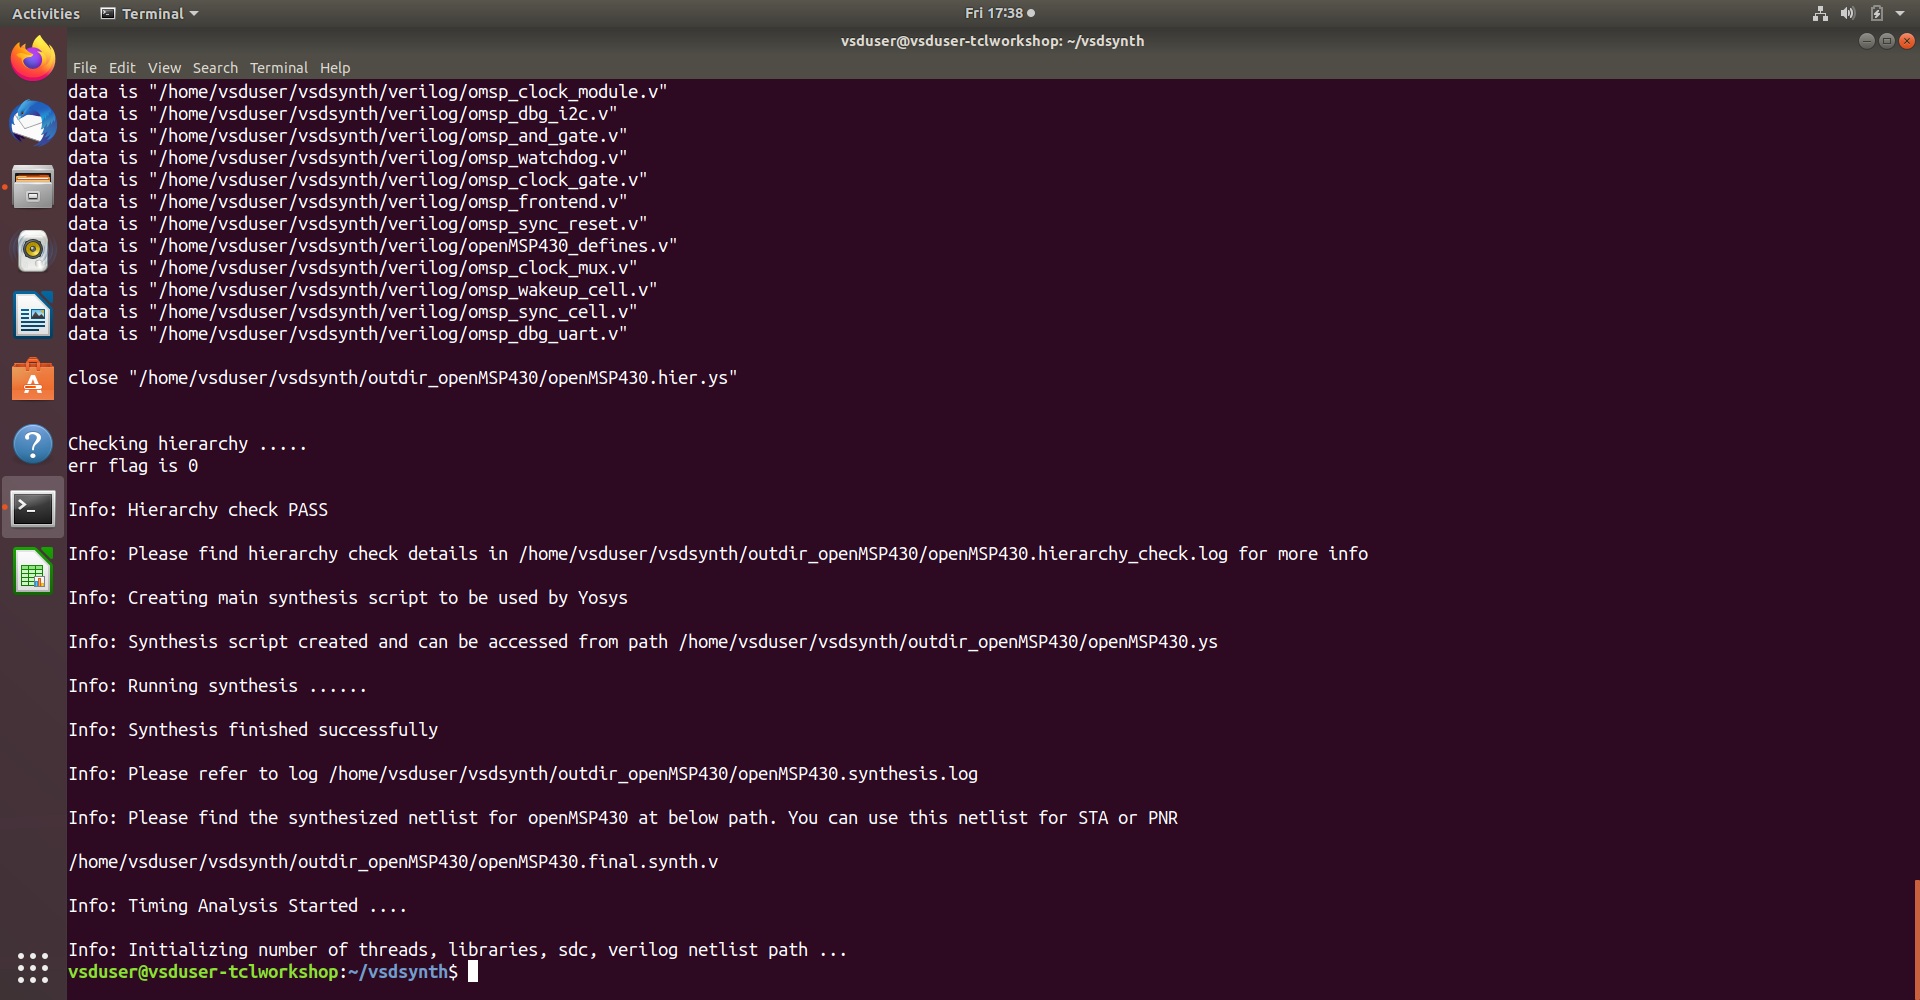 Activities
Terminal
Fri 17:38
vsduser@vsduser-tclworkshop: ~/vsdsynth
File Edit View Search Terminal Help
data is "/home/vsduser/vsdsynth/verilog/omsp_clock_module.v"
data is "/home/vsduser/vsdsynth/verilog/omsp_dbg_i2c.v"
data is "/home/vsduser/vsdsynth/verilog/omsp_and_gate.v"
data is "/home/vsduser/vsdsynth/verilog/omsp_watchdog.v"
data is "/home/vsduser/vsdsynth/verilog/omsp_clock_gate.v"
data is "/home/vsduser/vsdsynth/verilog/omsp_frontend.v"
data is "/home/vsduser/vsdsynth/verilog/omsp_sync_reset.v"
data is "/home/vsduser/vsdsynth/verilog/openMSP430_defines.v"
data is "/home/vsduser/vsdsynth/verilog/omsp_clock_mux.v"
data is "/home/vsduser/vsdsynth/verilog/omsp_wakeup_cell.v"
data is "/home/vsduser/vsdsynth/verilog/omsp_sync_cell.v"
data is "/home/vsduser/vsdsynth/verilog/omsp_dbg_uart.v"
close "/home/vsduser/vsdsynth/outdir_openMSP430/openMSP430.hier.ys"
Checking hierarchy .....
err flag is 0
Info: Hierarchy check PASS
Info: Please find hierarchy check details in /home/vsduser/vsdsynth/outdir_openMSP430/openMSP430.hierarchy_check.log for more info
Info: Creating main synthesis script to be used by Yosys
Info: Synthesis script created and can be accessed from path /home/vsduser/vsdsynth/outdir_openMSP430/openMSP430.ys
Info: Running synthesis ......
Info: Synthesis finished successfully
Info: Please refer to log /home/vsduser/vsdsynth/outdir_openMSP430/openMSP430.synthesis.log
Info: Please find the synthesized netlist for openMSP430 at below path. You can use this netlist for STA or PNR
/home/vsduser/vsdsynth/outdir_openMSP430/openMSP430.final.synth.v
Info: Timing Analysis Started ....
Info: Initializing number of threads, libraries, sdc, verilog netlist path ...
vsduser@vsduser-tclworkshop:~/vsdsynth$